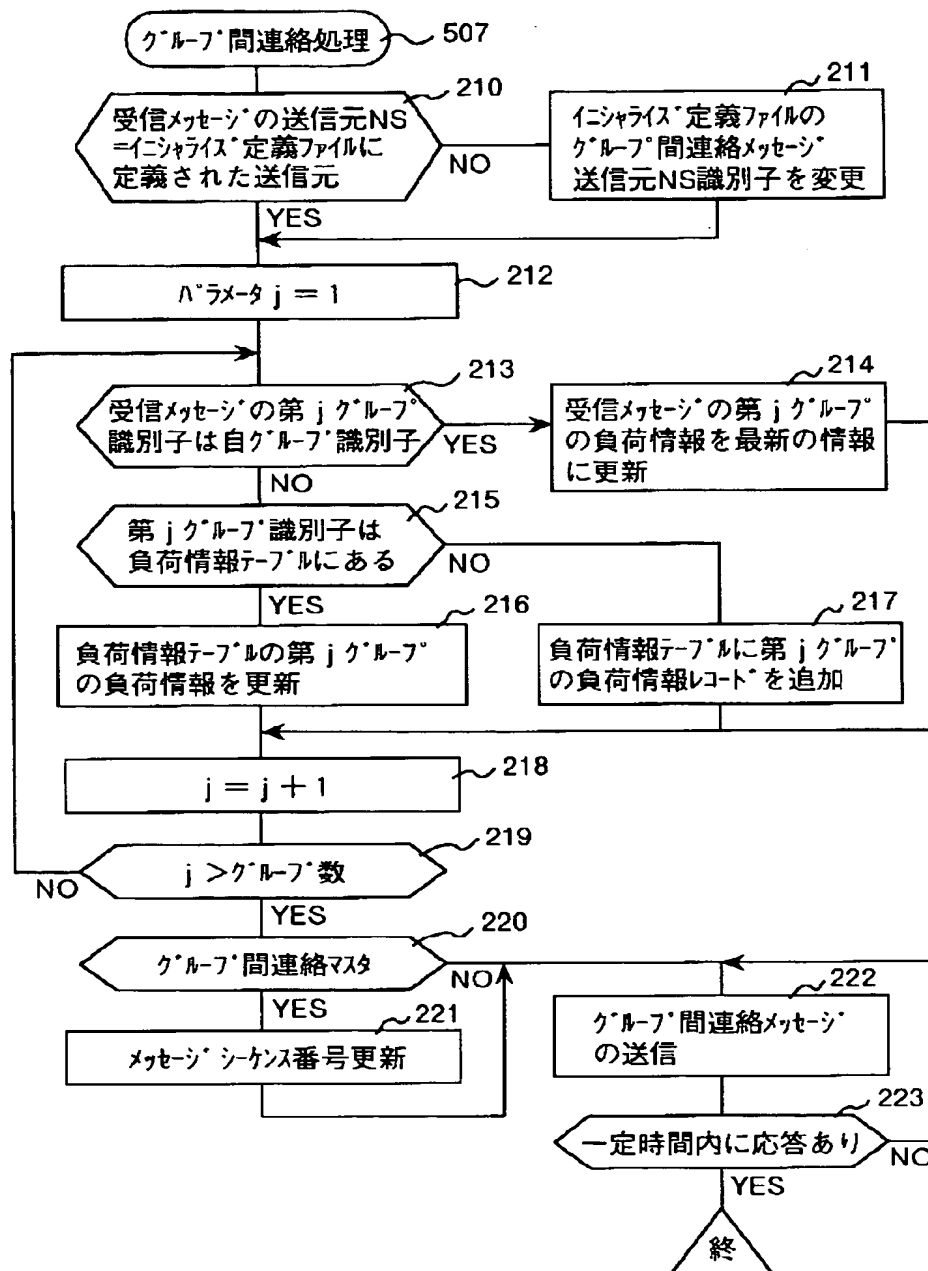 グループ間連絡処理
507
210
受信メッセージの送信元NS
=イニシャライズ定義ファイルに
定義された送信元
NO
YES
211
イニシャライズ定義ファイルの
グループ間連絡メッセージ
送信元NS識別子を変更
パラメータ j = 1
212
213
受信メッセージの第 j グループ
識別子は自グループ識別子
YES
NO
214
受信メッセージの第 j グループ
の負荷情報を最新の情報
に更新
215
第 j グループ識別子は
負荷情報テーブルにある
NO
YES
216
負荷情報テーブルの第 j グループ
の負荷情報を更新
217
負荷情報テーブルに第 j グループ
の負荷情報レコードを追加
j = j + 1
218
219
j > グループ数
NO
YES
220
グループ間連絡マスタ
NO
YES
221
メッセージシーケンス番号更新
222
グループ間連絡メッセージ
の送信
223
一定時間内に応答あり
NO
YES
終